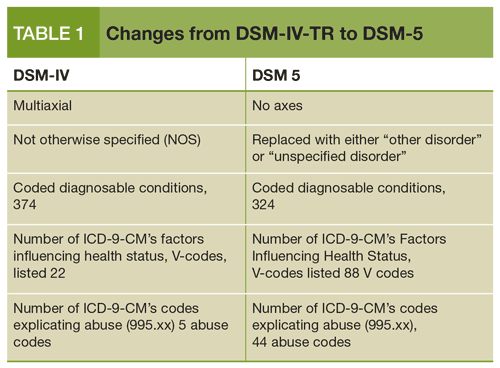 TABLE 1 Changes from DSM-IV-TR to DSM-5
DSM-IV
DSM 5
Multiaxial
No axes
Not otherwise specified (NOS)
Replaced with either “other disorder”
or “unspecified disorder”
Coded diagnosable conditions,
374
Coded diagnosable conditions,
324
Number of ICD-9-CM’s factors
influencing health status, V-codes,
listed 22
Number of ICD-9-CM’s Factors
Influencing Health Status,
V-codes listed 88 V codes
Number of ICD-9-CM’s codes
explicating abuse (995.xx) 5 abuse
codes
Number of ICD-9-CM’s codes
explicating abuse (995.xx),
44 abuse codes